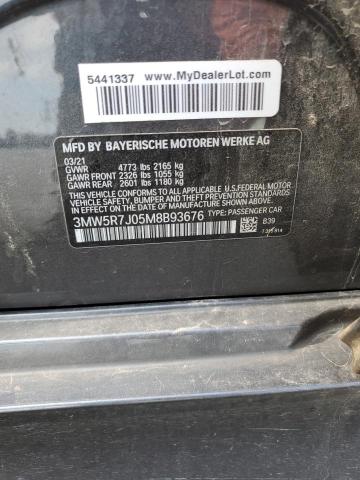 5441337 www.MyDealerLot.com
MFD BY BAYERISCHE MOTOREN WERKE AG
03/21
GVWR 4773 lbs 2165 kg
GAWR FRONT 2326 lbs 1055 kg
GAWR REAR 2601 lbs 1180 kg
THIS VEHICLE CONFORMS TO ALL APPLICABLE U.S.FEDERAL MOTOR
VEHICLE SAFETY, BUMPER, AND THEFT PREVENTION STANDARDS
IN EFFECT ON THE DATE OF MANUFACTURE SHOWN ABOVE.
3MW5R7J05M8B93676 PASSENGER CAR
B39